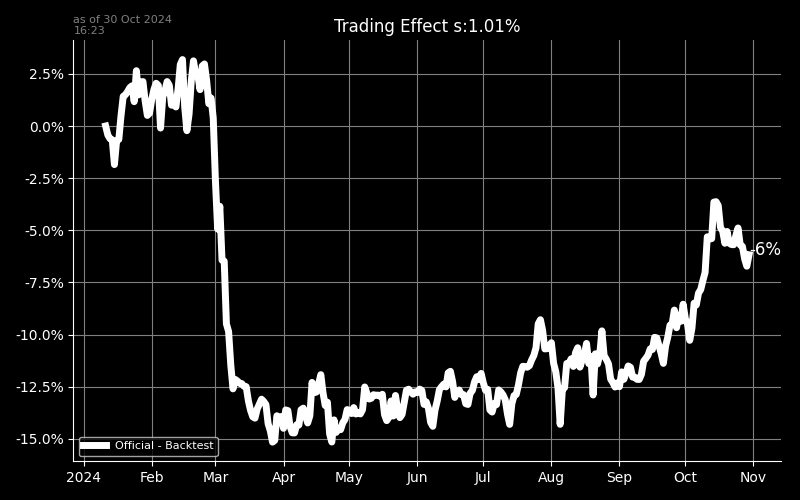 as of 30 Oct 2024
16:23
Trading Effect s:1.01%
2.5%
0.0%
-2.5%
-5.0%
-7.5%
-10.0%
-12.5%
-15.0%
-6%
Official - Backtest
2024 Feb Mar Apr May Jun Jul Aug Sep Oct Nov